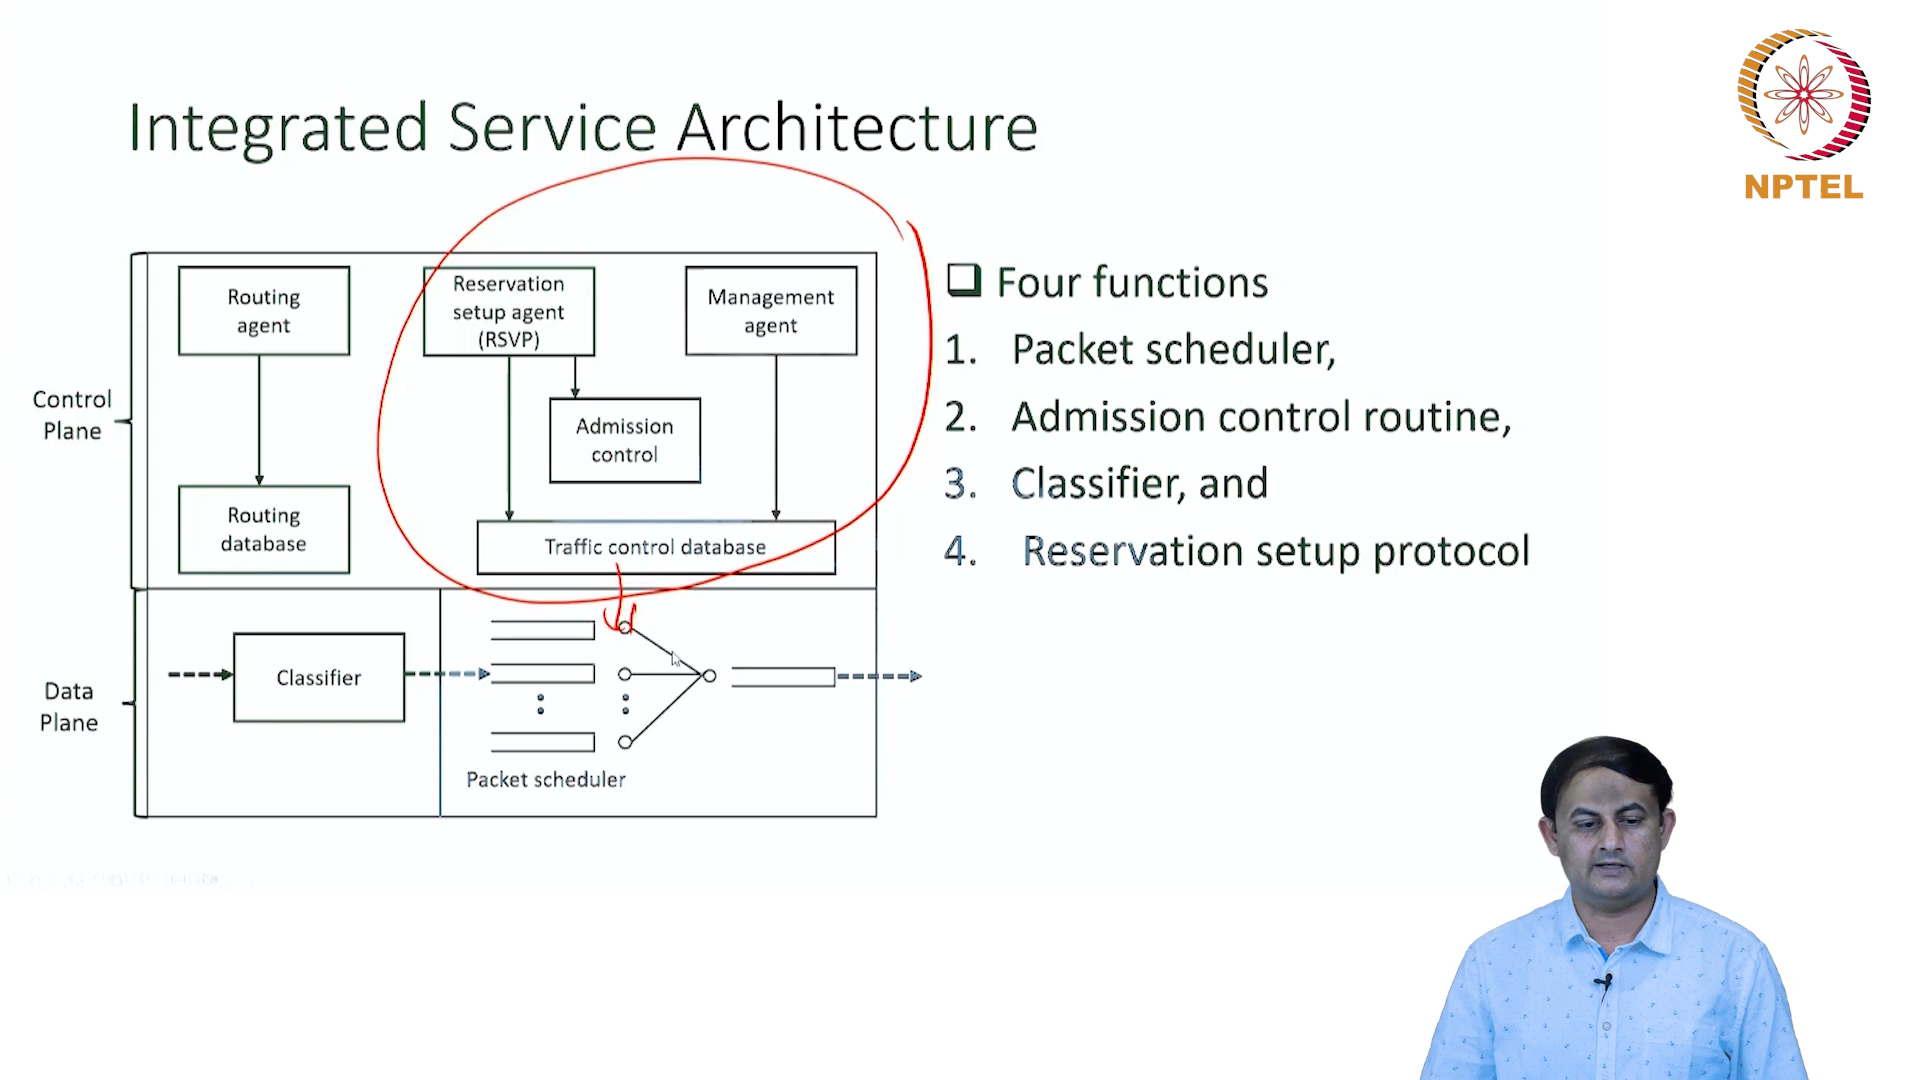 Integrated Service Architecture
NPTEL
Control
Plane
Routing
agent
Reservation
setup agent
(RSVP)
Management
agent
Admission
control
Routing
database
Traffic control database
Data
Plane
Classifier
Packet scheduler
❑ Four functions
1. Packet scheduler,
2. Admission control routine,
3. Classifier, and
4. Reservation setup protocol